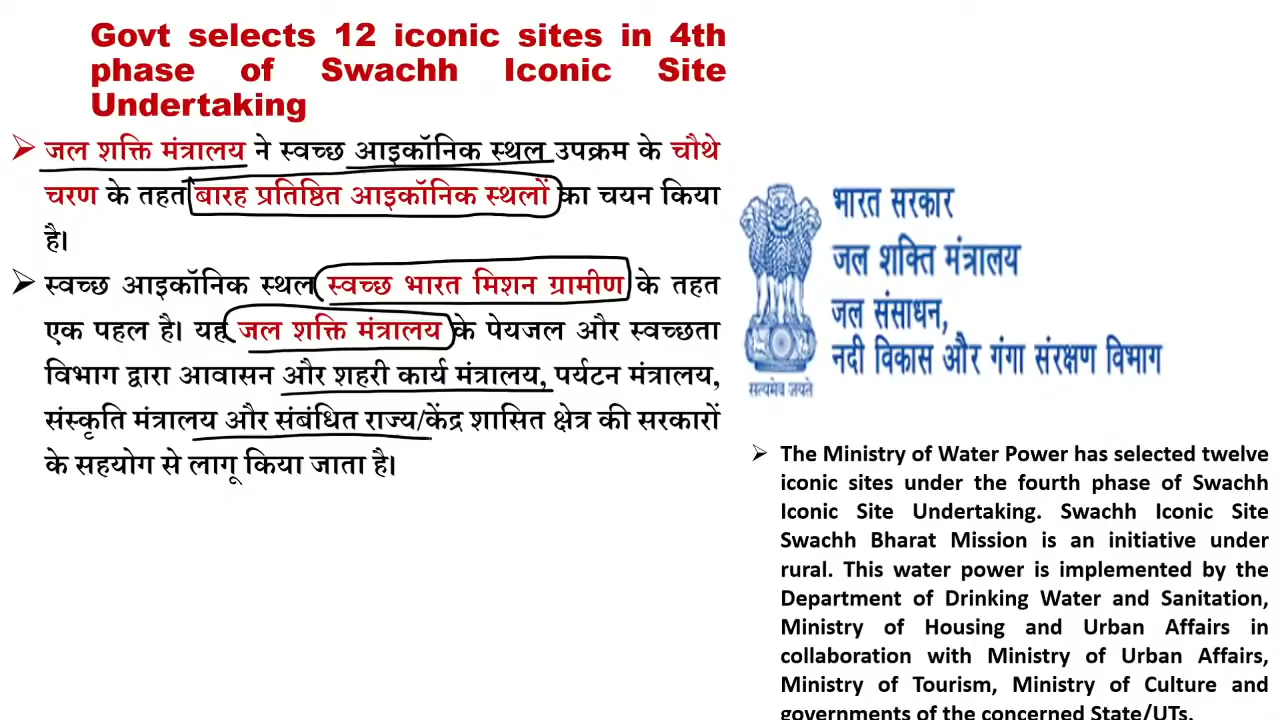 Govt selects 12 iconic sites in 4th
phase of Swachh Iconic Site
Undertaking
जल शक्ति मंत्रालय ने स्वच्छ आइकॉनिक स्थल उपक्रम के चौथे
चरण के तहत बारह प्रतिष्ठित आइकॉनिक स्थलों का चयन किया
है।
स्वच्छ आइकॉनिक स्थल स्वच्छ भारत मिशन ग्रामीण के तहत
एक पहल है। यह जल शक्ति मंत्रालय के पेयजल और स्वच्छता
विभाग द्वारा आवासन और शहरी कार्य मंत्रालय, पर्यटन मंत्रालय,
संस्कृति मंत्रालय और संबंधित राज्य/केंद्र शासित क्षेत्र की सरकारों
के सहयोग से लागू किया जाता है।
भारत सरकार
जल शक्ति मंत्रालय
जल संसाधन,
नदी विकास और गंगा संरक्षण विभाग
सत्यमेव जयते
The Ministry of Water Power has selected twelve
iconic sites under the fourth phase of Swachh
Iconic Site Undertaking. Swachh Iconic Site
Swachh Bharat Mission is an initiative under
rural. This water power is implemented by the
Department of Drinking Water and Sanitation,
Ministry of Housing and Urban Affairs in
collaboration with Ministry of Urban Affairs,
Ministry of Tourism, Ministry of Culture and
governments of the concerned State/UTs.